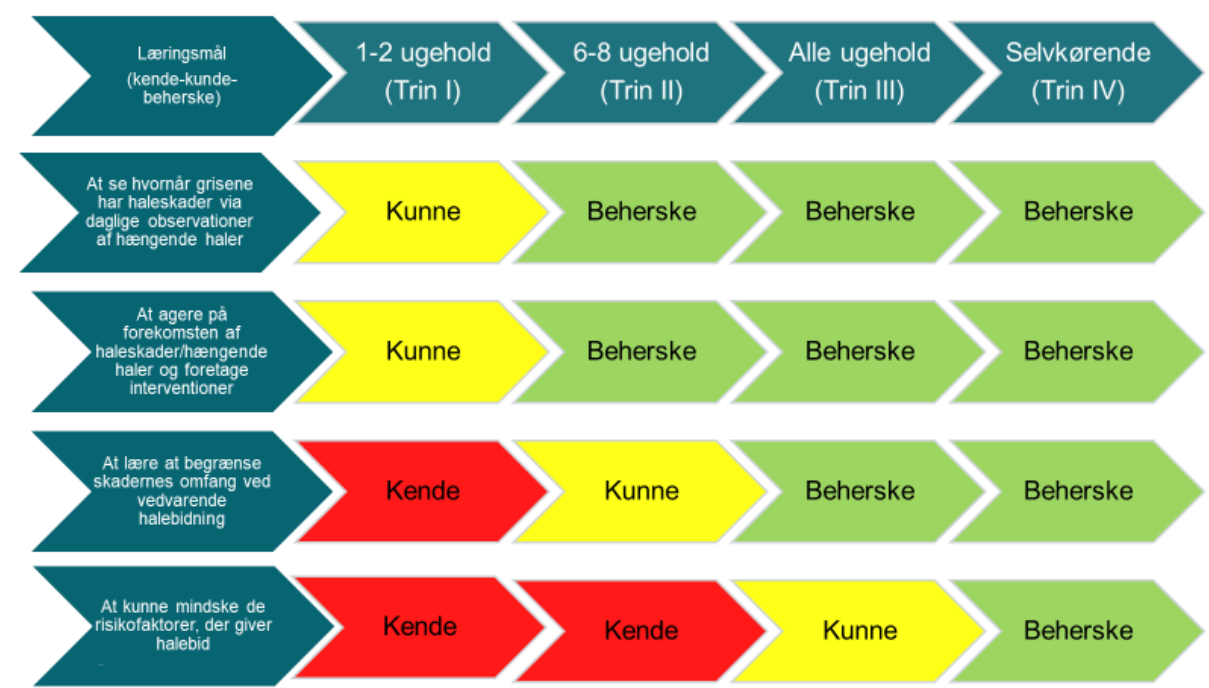 Læringsmål
(kende-kunde-
beherske)
1-2 ugehold
(Trin I)
6-8 ugehold
(Trin II)
Alle ugehold
(Trin III)
Selvkørende
(Trin IV)
At se hvornår grisene
har haleskader via
daglige observationer
af hængende haler
Kunne
Beherske
Beherske
Beherske
At agere på
forekomsten af
haleskader/hængende
haler og foretage
interventioner
Kunne
Beherske
Beherske
Beherske
At lære at begrænse
skadernes omfang ved
vedvarende
halebidning
Kende
Kunne
Beherske
Beherske
At kunne mindske de
risikofaktorer, der giver
halebid
Kende
Kende
Kunne
Beherske